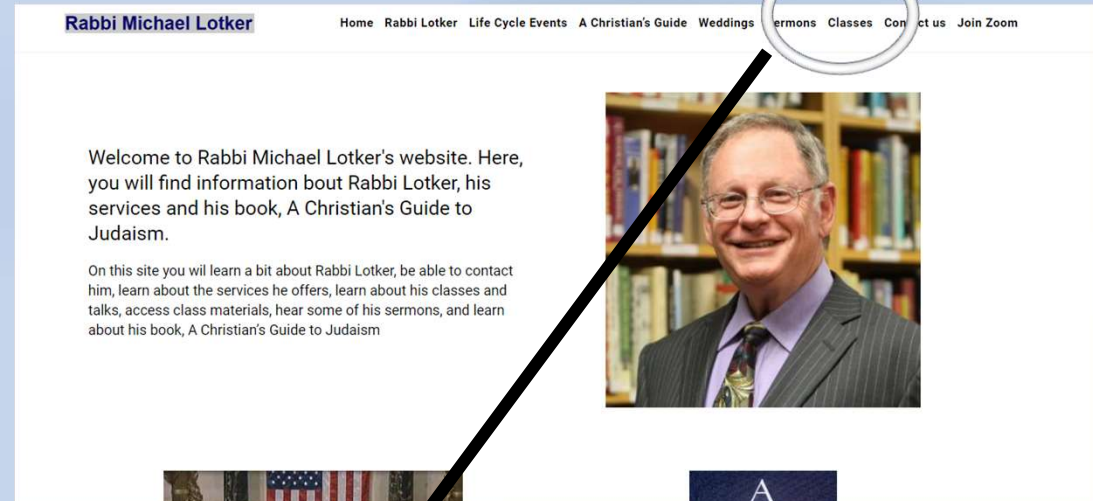 Rabbi Michael Lotker
Home Rabbi Lotker Life Cycle Events A Christian's Guide Weddings Sermons Classes Contact us Join Zoom
Welcome to Rabbi Michael Lotker's website. Here,
you will find information bout Rabbi Lotker, his
services and his book, A Christian's Guide to
Judaism.
On this site you wil learn a bit about Rabbi Lotker, be able to contact
him, learn about the services he offers, learn about his classes and
talks, access class materials, hear some of his sermons, and learn
about his book, A Christian's Guide to Judaism
A